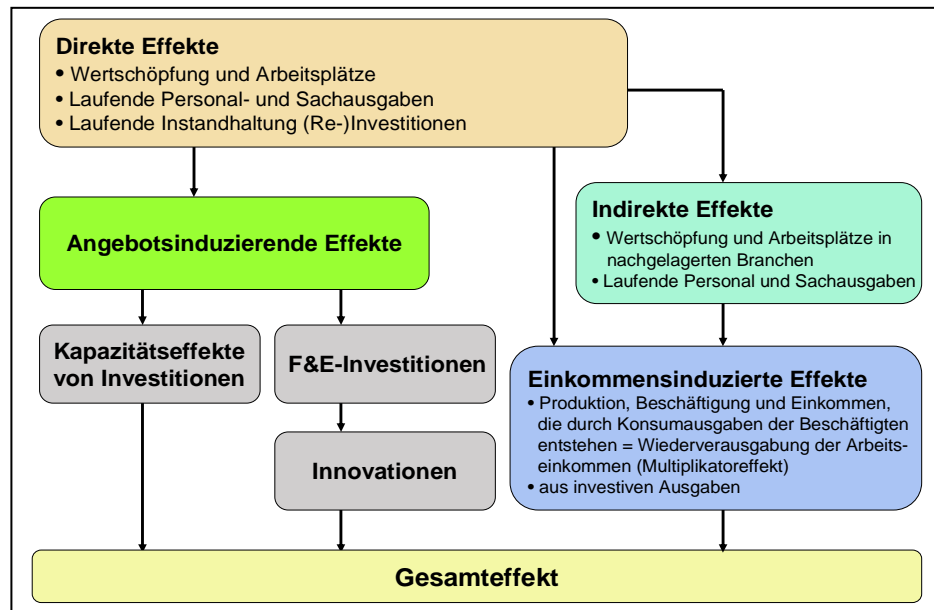 Direkte Effekte
• Wertschöpfung und Arbeitsplätze
• Laufende Personal- und Sachausgaben
• Laufende Instandhaltung (Re-)Investitionen
Angebotsinduzierende Effekte
Indirekte Effekte
• Wertschöpfung und Arbeitsplätze in
nachgelagerten Branchen
• Laufende Personal und Sachausgaben
Kapazitätseffekte
von Investitionen
F&E-Investitionen
Einkommensinduzierte Effekte
• Produktion, Beschäftigung und Einkommen,
die durch Konsumausgaben der Beschäftigten
entstehen = Wiederverausgabung der Arbeits-
einkommen (Multiplikatoreffekt)
• aus investiven Ausgaben
Innovationen
Gesamteffekt